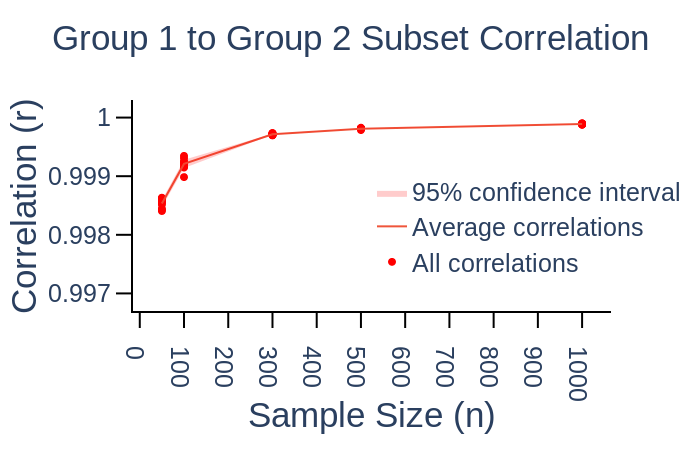 Group 1 to Group 2 Subset Correlation
Correlation (r)
1
0.999
0.998
0.997
95% confidence interval
Average correlations
All correlations
0
100
200
300
400
500
600
700
800
900
1000
Sample Size (n)